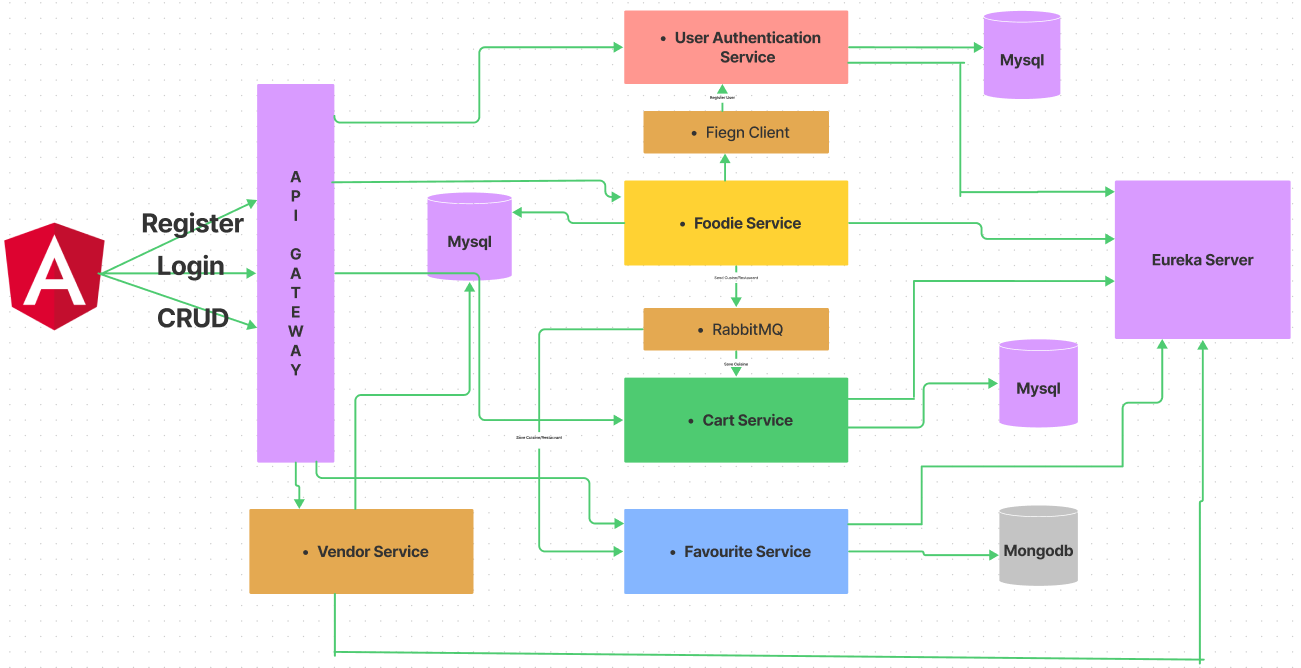 Register
Login
CRUD
A
P
I
G
A
T
E
W
A
Y
• User Authentication
Service
Mysql
Register User
• Fiegn Client
Mysql
• Foodie Service
Eureka Server
Send Cuisine/Restaurant
• RabbitMQ
Save Cuisine
Mysql
• Cart Service
Save Cuisine/Restaurant
• Vendor Service
• Favourite Service
Mongodb